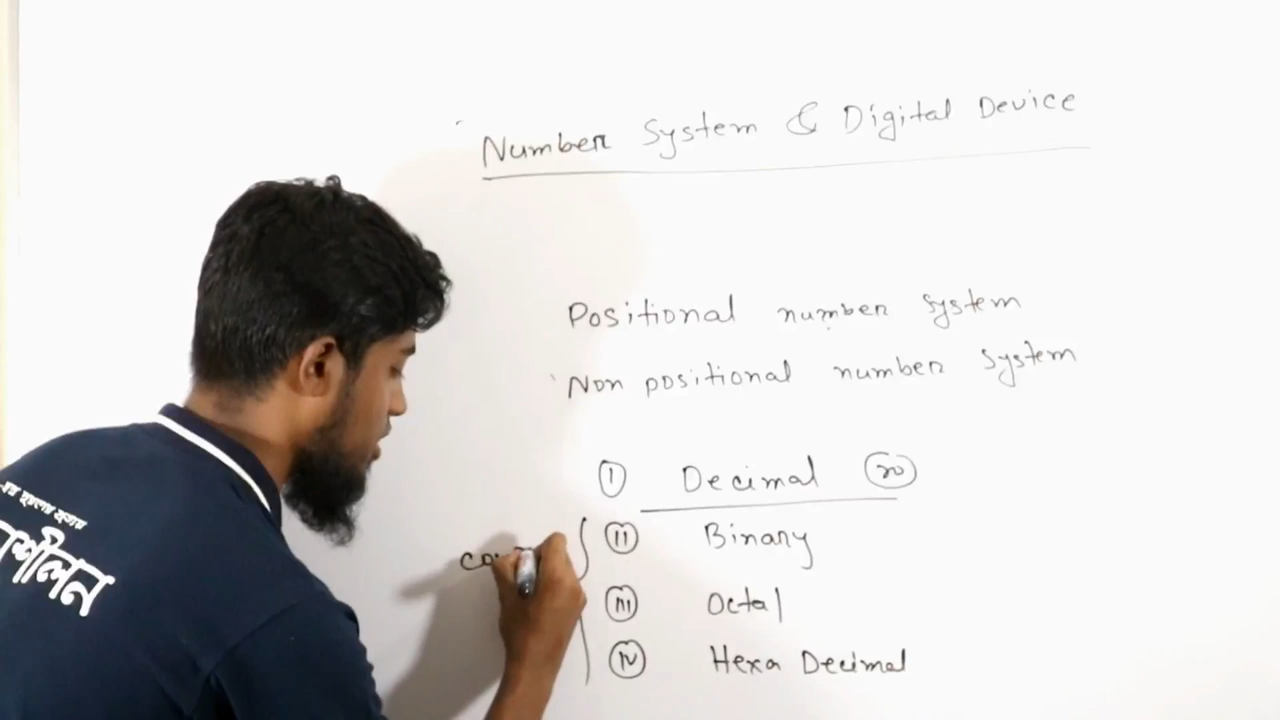 Number System & Digital Device
Positional number system
Non positional number system
I Decimal ১০
II Binary
III Octal
IV Hexa Decimal